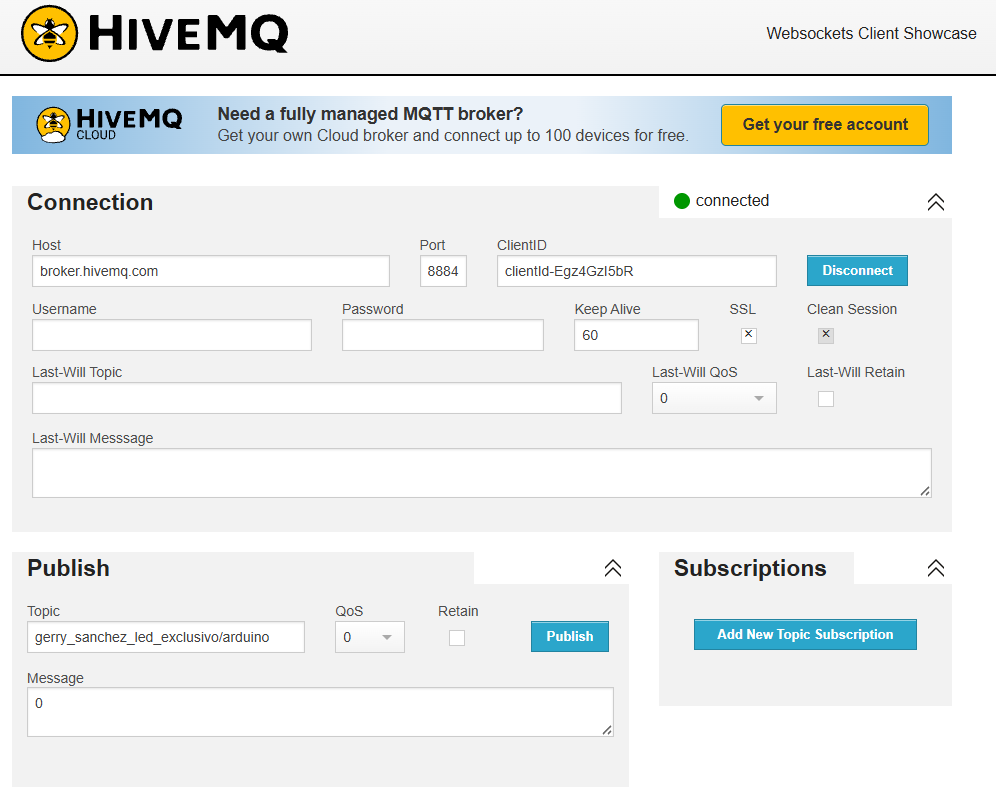 HIVEMQ
Websockets Client Showcase
HIVEMQ
CLOUD
Need a fully managed MQTT broker?
Get your own Cloud broker and connect up to 100 devices for free.
Get your free account
Connection
connected
Host
Port
ClientID
broker.hivemq.com
8884
clientId-Egz4GzI5bR
Disconnect
Username
Password
Keep Alive
SSL
Clean Session
60
Last-Will Topic
Last-Will QoS
Last-Will Retain
0
Last-Will Messsage
Publish
Subscriptions
Topic
QoS
Retain
gerry_sanchez_led_exclusivo/arduino
0
Publish
Add New Topic Subscription
Message
0